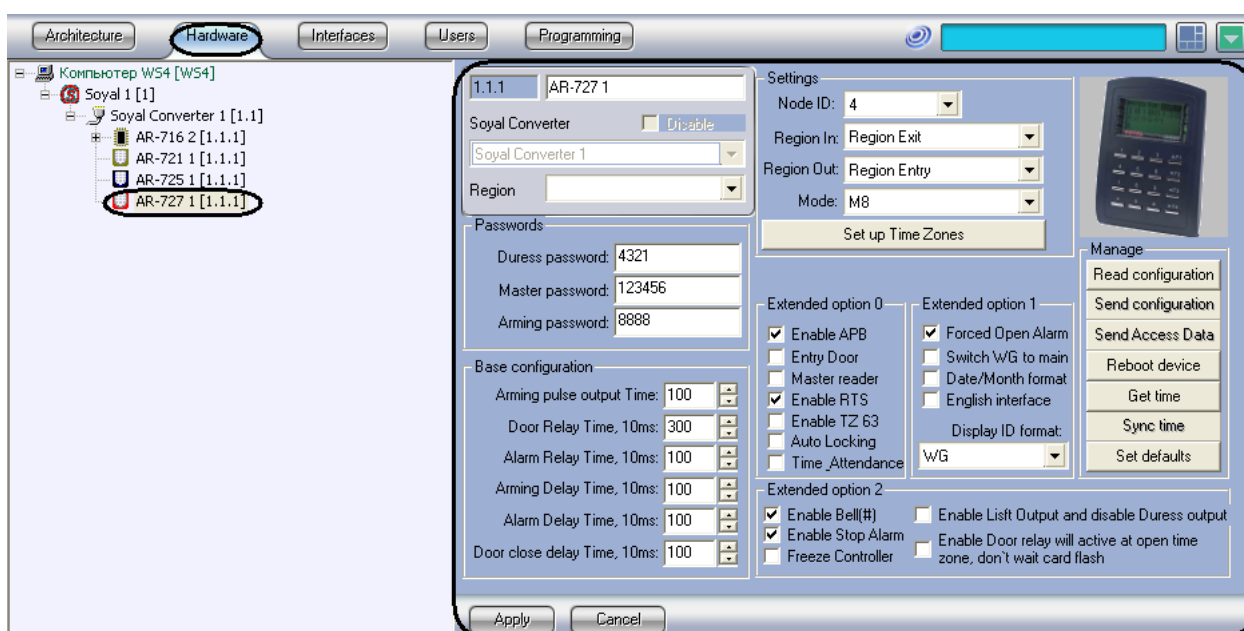 Architecture Hardware Interfaces Users Programming
Компьютер WS4 [WS4]
Soyal 1 [1]
Soyal Converter 1 [1.1]
AR-716 2 [1.1.1]
AR-721 1 [1.1.1]
AR-725 1 [1.1.1]
AR-727 1 [1.1.1]
1.1.1 AR-727 1
Soyal Converter Disable
Soyal Converter 1
Region
Passwords
Duress password: 4321
Master password: 123456
Arming password: 8888
Base configuration
Arming pulse output Time: 100
Door Relay Time, 10ms: 300
Alarm Relay Time, 10ms: 100
Arming Delay Time, 10ms: 100
Alarm Delay Time, 10ms: 100
Door close delay Time, 10ms: 100
Settings
Node ID: 4
Region In: Region Exit
Region Out: Region Entry
Mode: M8
Set up Time Zones
Extended option 0
Enable APB
Entry Door
Master reader
Enable RTS
Enable TZ 63
Auto Locking
Time_Attendance
Extended option 1
Forced Open Alarm
Switch WG to main
Date/Month format
English interface
Display ID format:
WG
Extended option 2
Enable Bell(#)
Enable Stop Alarm
Freeze Controller
Enable Lisft Output and disable Duress output
Enable Door relay will active at open time
zone, don`t wait card flash
Manage
Read configuration
Send configuration
Send Access Data
Reboot device
Get time
Sync time
Set defaults
Apply Cancel